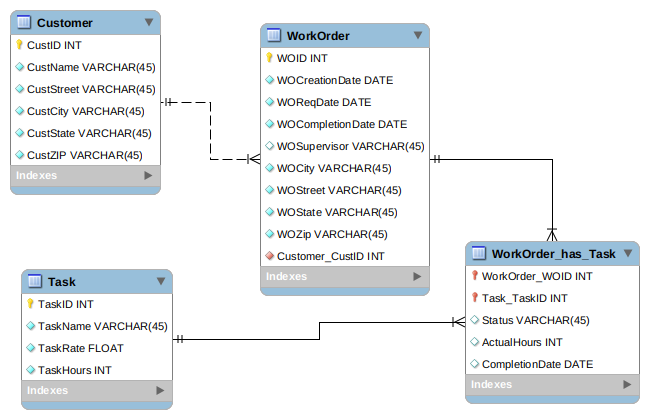 Customer
CustID INT
CustName VARCHAR(45)
CustStreet VARCHAR(45)
CustCity VARCHAR(45)
CustState VARCHAR(45)
CustZIP VARCHAR(45)
Indexes
WorkOrder
WOID INT
WOCreationDate DATE
WOReqDate DATE
WOCompletionDate DATE
WOSupervisor VARCHAR(45)
WOCity VARCHAR(45)
WOStreet VARCHAR(45)
WOState VARCHAR(45)
WOZip VARCHAR(45)
Customer_CustID INT
Indexes
Task
TaskID INT
TaskName VARCHAR(45)
TaskRate FLOAT
TaskHours INT
Indexes
WorkOrder_has_Task
WorkOrder_WOID INT
Task_TaskID INT
Status VARCHAR(45)
ActualHours INT
CompletionDate DATE
Indexes